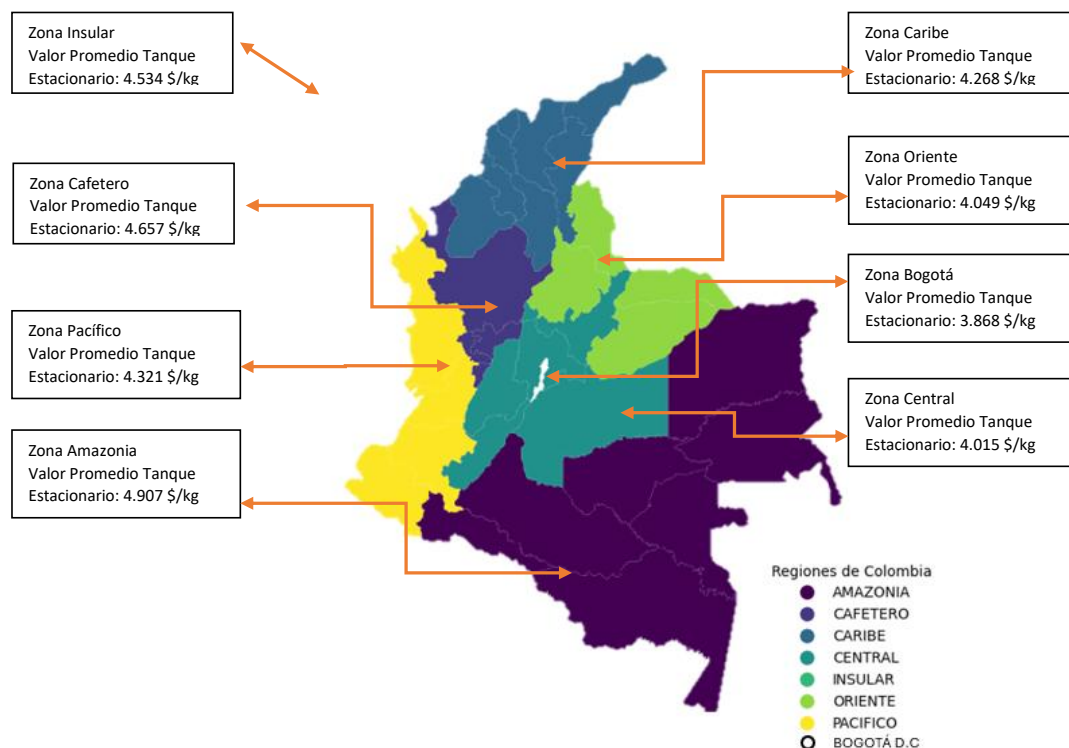 Zona Insular
Valor Promedio Tanque
Estacionario: 4.534 $/kg
Zona Cafetero
Valor Promedio Tanque
Estacionario: 4.657 $/kg
Zona Pacífico
Valor Promedio Tanque
Estacionario: 4.321 $/kg
Zona Amazonia
Valor Promedio Tanque
Estacionario: 4.907 $/kg
Zona Caribe
Valor Promedio Tanque
Estacionario: 4.268 $/kg
Zona Oriente
Valor Promedio Tanque
Estacionario: 4.049 $/kg
Zona Bogotá
Valor Promedio Tanque
Estacionario: 3.868 $/kg
Zona Central
Valor Promedio Tanque
Estacionario: 4.015 $/kg
Regiones de Colombia
AMAZONIA
CAFETERO
CARIBE
CENTRAL
INSULAR
ORIENTE
PACIFICO
BOGOTÁ D.C